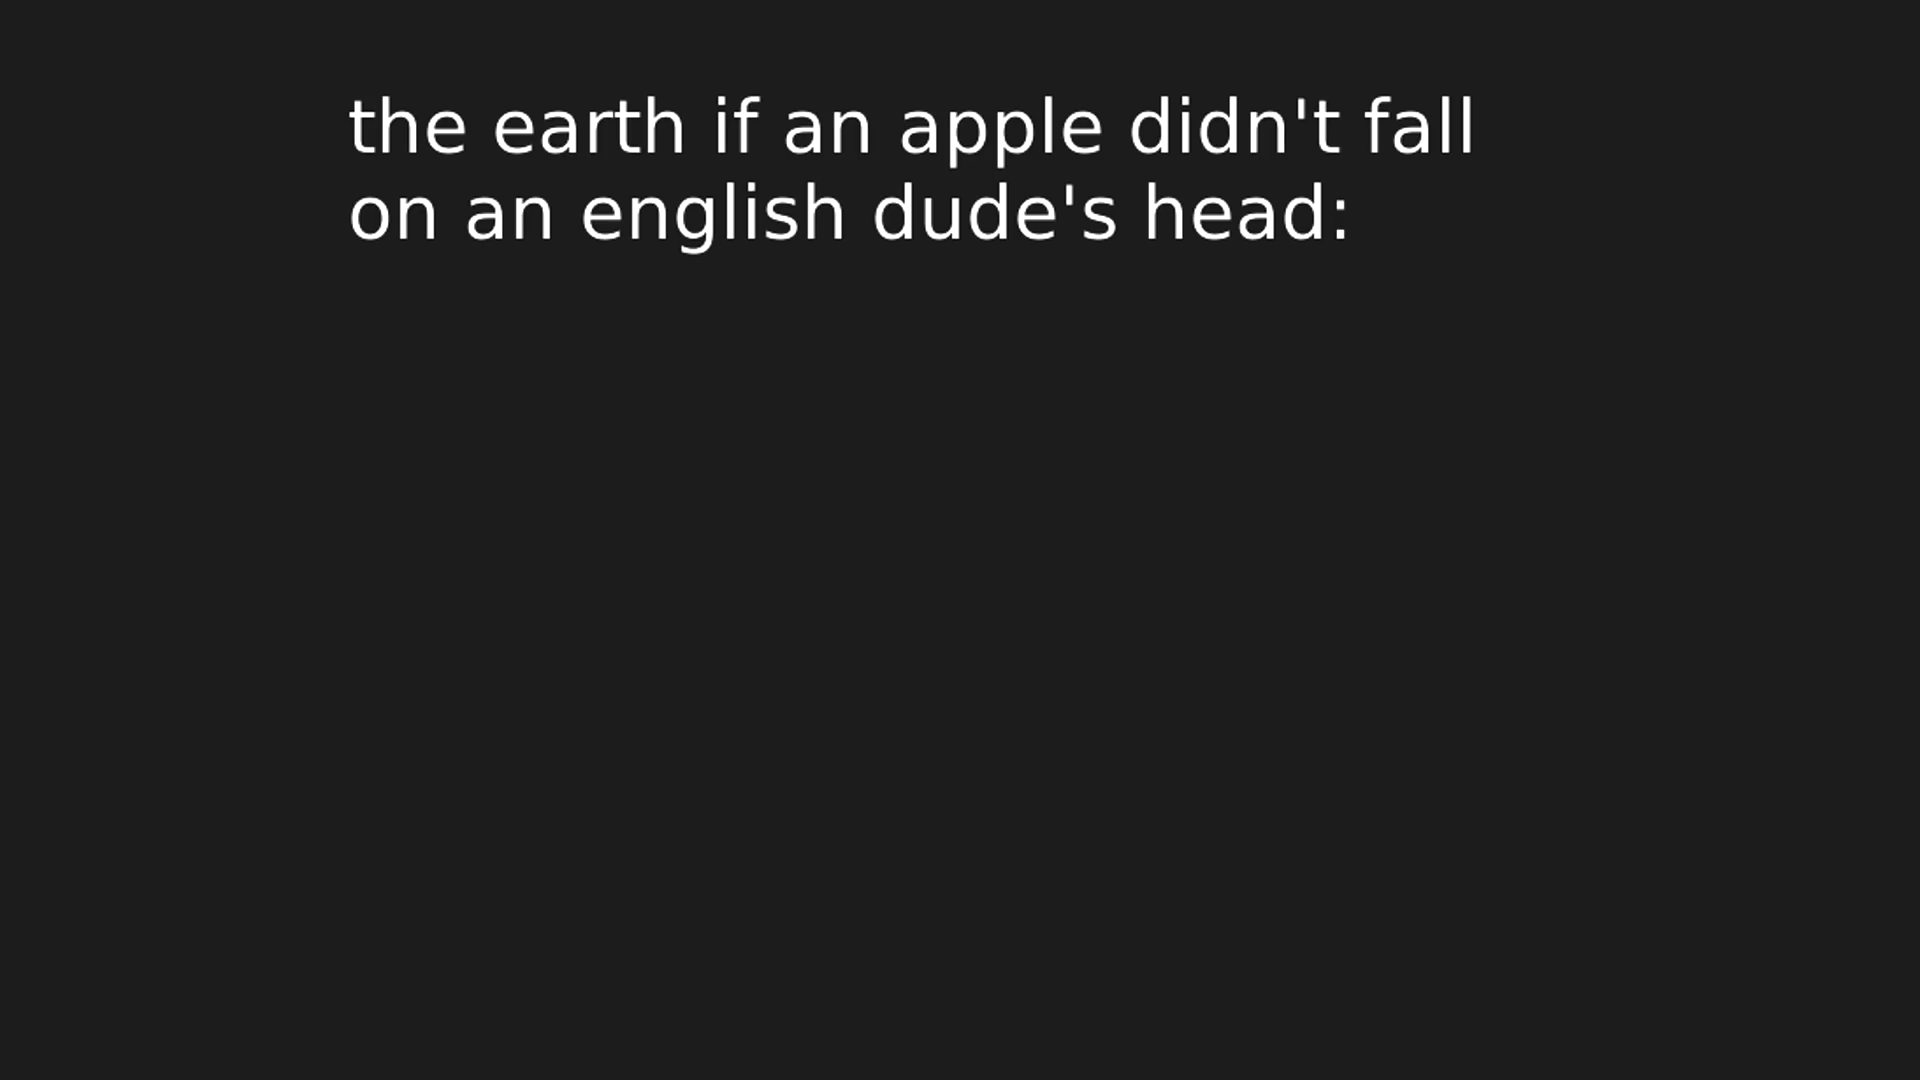 the earth if an apple didn't fall
on an english dude's head: